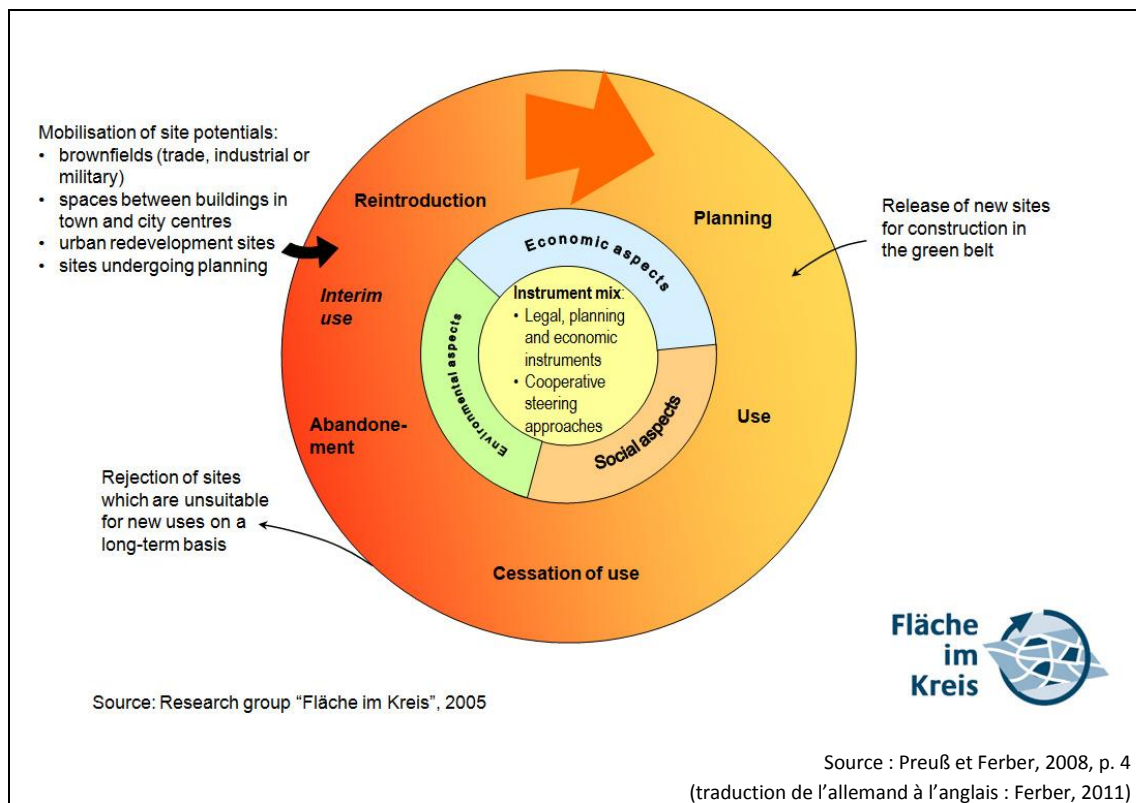 Mobilisation of site potentials:
• brownfields (trade, industrial or
military)
• spaces between buildings in
town and city centres
• urban redevelopment sites
• sites undergoing planning
Reintroduction
Planning
Release of new sites
for construction in
the green belt
Interim
use
Economic aspects
Environmental aspects
Social aspects
Instrument mix:
• Legal, planning
and economic
instruments
• Cooperative
steering
approaches
Use
Abandone-
ment
Rejection of sites
which are unsuitable
for new uses on a
long-term basis
Cessation of use
Fläche
im
Kreis
Source: Research group “Fläche im Kreis”, 2005
Source : Preuß et Ferber, 2008, p. 4
(traduction de l’allemand à l’anglais : Ferber, 2011)